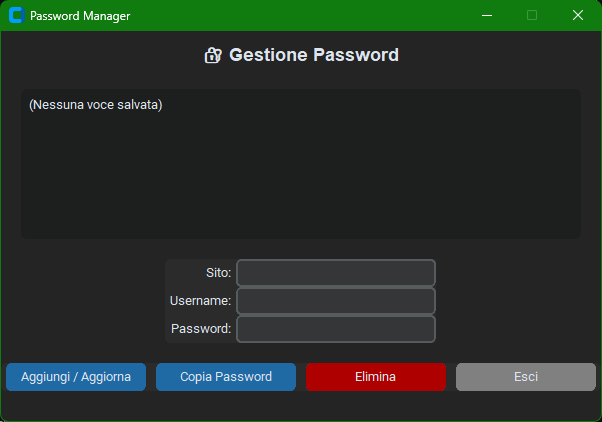 Password Manager
🔐 Gestione Password
(Nessuna voce salvata)
Sito:
Username:
Password:
Aggiungi / Aggiorna
Copia Password
Elimina
Esci